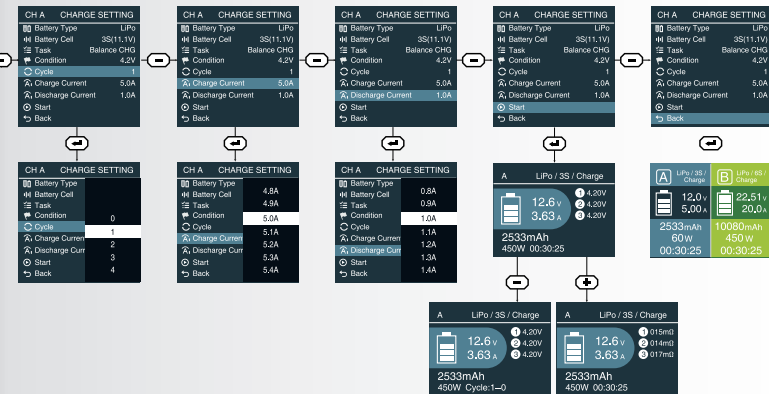 CH A CHARGE SETTING
Battery Type LiPo
Battery Cell 3S(11.1V)
Task Balance CHG
Condition 4.2V
Cycle 1
Charge Current 5.0A
Discharge Current 1.0A
Start
Back
CH A CHARGE SETTING
Battery Type LiPo
Battery Cell 3S(11.1V)
Task Balance CHG
Condition 4.2V
Cycle 1
Charge Current 5.0A
Discharge Current 1.0A
Start
Back
CH A CHARGE SETTING
Battery Type LiPo
Battery Cell 3S(11.1V)
Task Balance CHG
Condition 4.2V
Cycle 1
Charge Current 5.0A
Discharge Current 1.0A
Start
Back
CH A CHARGE SETTING
Battery Type LiPo
Battery Cell 3S(11.1V)
Task Balance CHG
Condition 4.2V
Cycle 1
Charge Current 5.0A
Discharge Current 1.0A
Start
Back
CH A CHARGE SETTING
Battery Type LiPo
Battery Cell 3S(11.1V)
Task Balance CHG
Condition 4.2V
Cycle 1
Charge Current 5.0A
Discharge Current 1.0A
Start
Back
CH A CHARGE SETTING
Battery Type
Battery Cell
Task
Condition
Cycle
Charge Curren
Discharge Curr
Start
Back
0
1
2
3
4
CH A CHARGE SETTING
Battery Type
Battery Cell
Task
Condition
Cycle
Charge Curren
Discharge Curr
Start
Back
4.8A
4.9A
5.0A
5.1A
5.2A
5.3A
5.4A
CH A CHARGE SETTING
Battery Type
Battery Cell
Task
Condition
Cycle
Charge Curren
Discharge Curr
Start
Back
0.8A
0.9A
1.0A
1.1A
1.2A
1.3A
1.4A
A LiPo / 3S / Charge
12.6 V
3.63 A
1 4.20V
2 4.20V
3 4.20V
2533mAh
450W 00:30:25
A LiPo / 3S / Charge
12.0 V
5.00 A
2533mAh
60W
00:30:25
B LiPo / 6S / Charge
22.51 V
20.0 A
10080mAh
450 W
00:30:25
A LiPo / 3S / Charge
12.6 V
3.63 A
1 4.20V
2 4.20V
3 4.20V
2533mAh
450W Cycle:1–0
A LiPo / 3S / Charge
12.6 V
3.63 A
1 015mΩ
2 014mΩ
3 017mΩ
2533mAh
450W 00:30:25